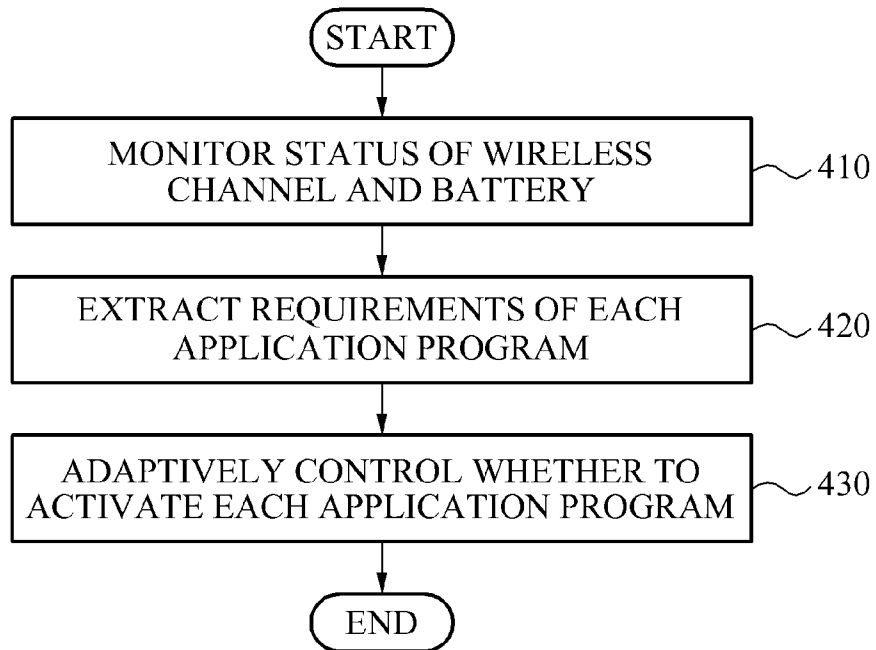 START
MONITOR STATUS OF WIRELESS
CHANNEL AND BATTERY
410
EXTRACT REQUIREMENTS OF EACH
APPLICATION PROGRAM
420
ADAPTIVELY CONTROL WHETHER TO
ACTIVATE EACH APPLICATION PROGRAM
430
END